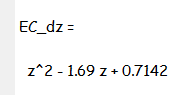 EC_dz =
z^2 - 1.69 z + 0.7142